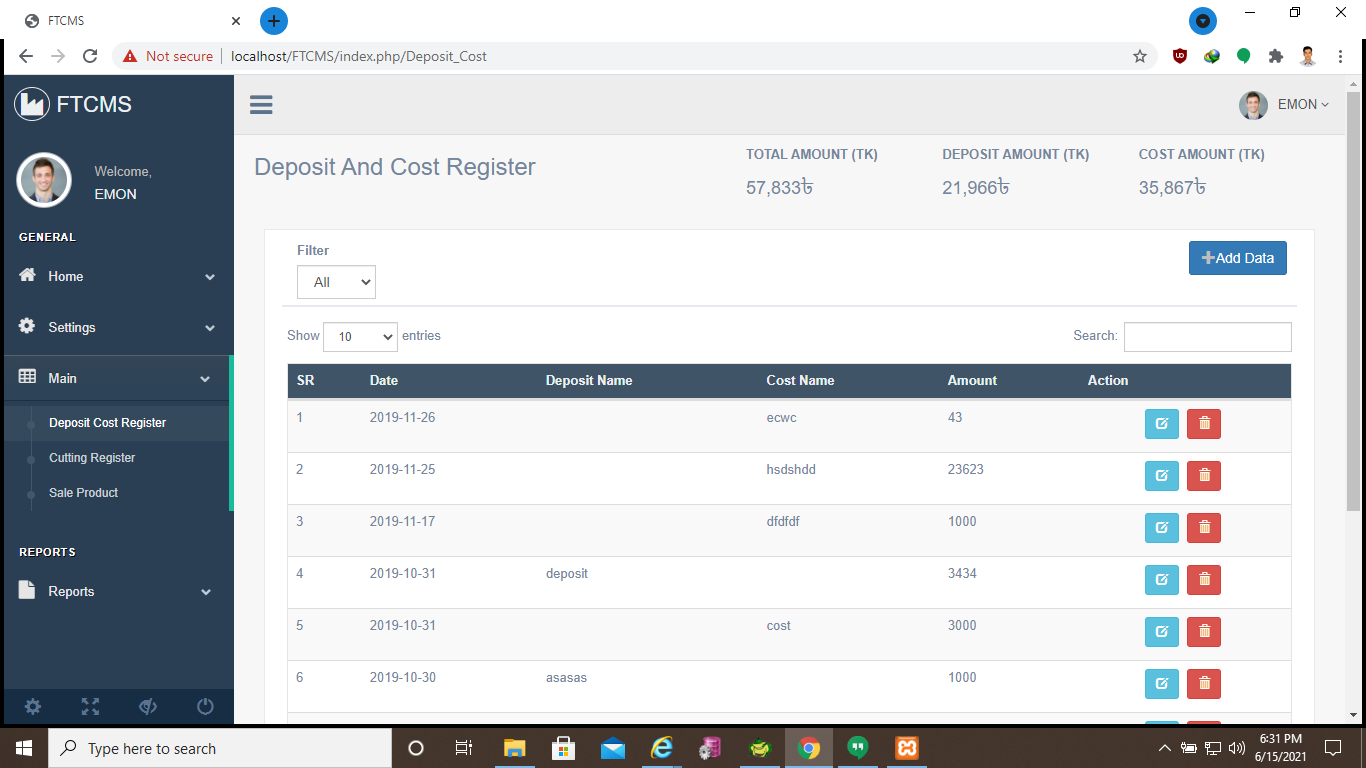 FTCMS
Not secure localhost/FTCMS/index.php/Deposit_Cost
FTCMS
EMON
Welcome,
EMON
GENERAL
Home
Settings
Main
Deposit Cost Register
Cutting Register
Sale Product
REPORTS
Reports
Deposit And Cost Register
TOTAL AMOUNT (TK) DEPOSIT AMOUNT (TK) COST AMOUNT (TK)
57,833৳ 21,966৳ 35,867৳
Filter
All
Add Data
Show 10 entries Search:
SR Date Deposit Name Cost Name Amount Action
1 2019-11-26 ecwc 43
2 2019-11-25 hsdshdd 23623
3 2019-11-17 dfdfdf 1000
4 2019-10-31 deposit 3434
5 2019-10-31 cost 3000
6 2019-10-30 asasas 1000
Type here to search
6:31 PM
6/15/2021